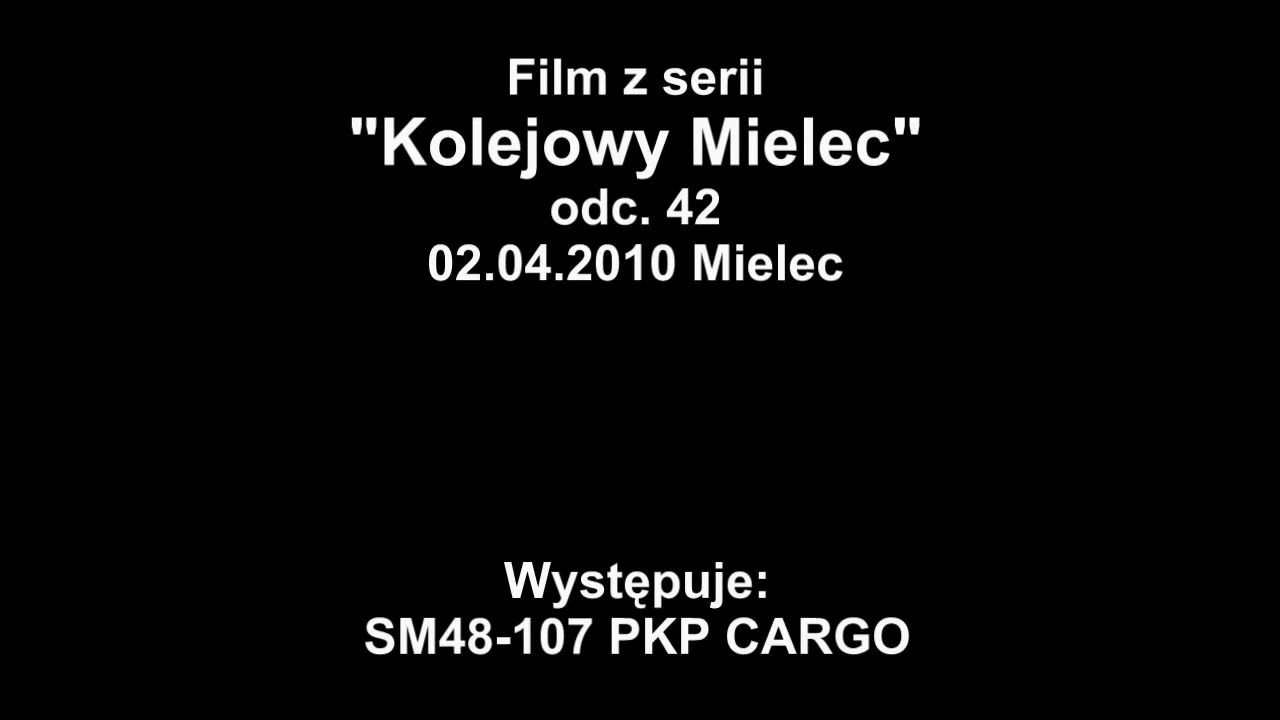 Film z serii
"Kolejowy Mielec"
odc. 42
02.04.2010 Mielec
Występuje:
SM48-107 PKP CARGO